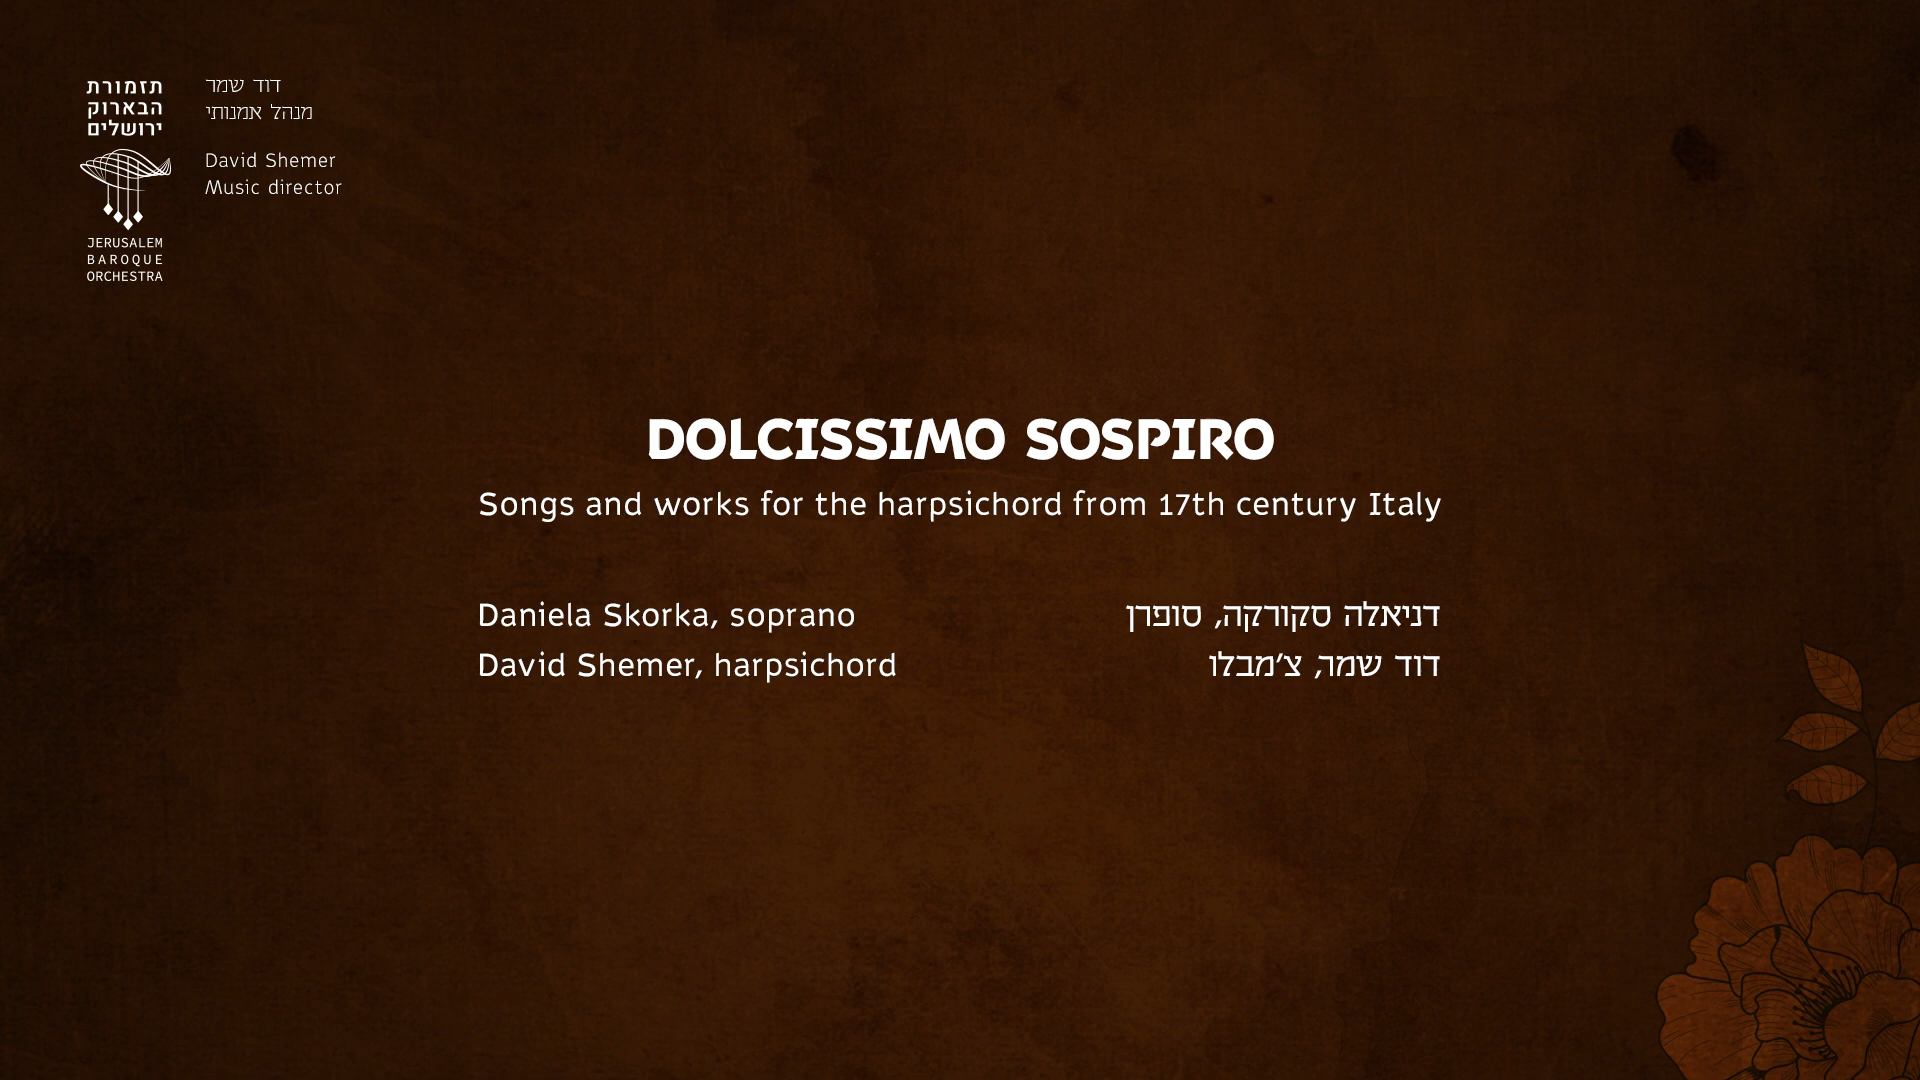 תזמורת
הבארוק
ירושלים
JERUSALEM
BAROQUE
ORCHESTRA
דוד שמר
מנהל אמנותי
David Shemer
Music director
DOLCISSIMO SOSPIRO
Songs and works for the harpsichord from 17th century Italy
Daniela Skorka, soprano
דניאלה סקורקה, סופרן
David Shemer, harpsichord
דוד שמר, צ'מבלו